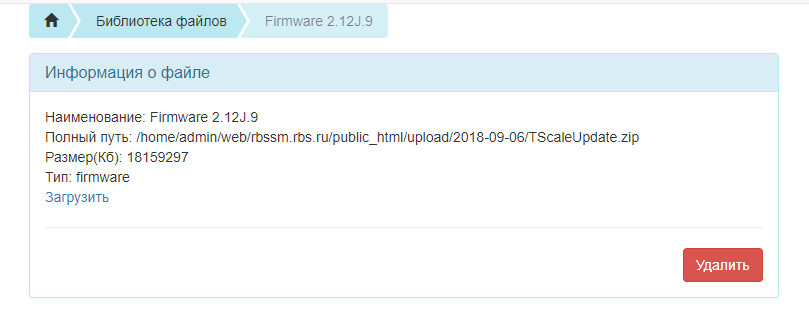 Библиотека файлов Firmware 2.12J.9
Информация о файле
Наименование: Firmware 2.12J.9
Полный путь: /home/admin/web/rbssm.rbs.ru/public_html/upload/2018-09-06/TScaleUpdate.zip
Размер(Кб): 18159297
Тип: firmware
Загрузить
Удалить